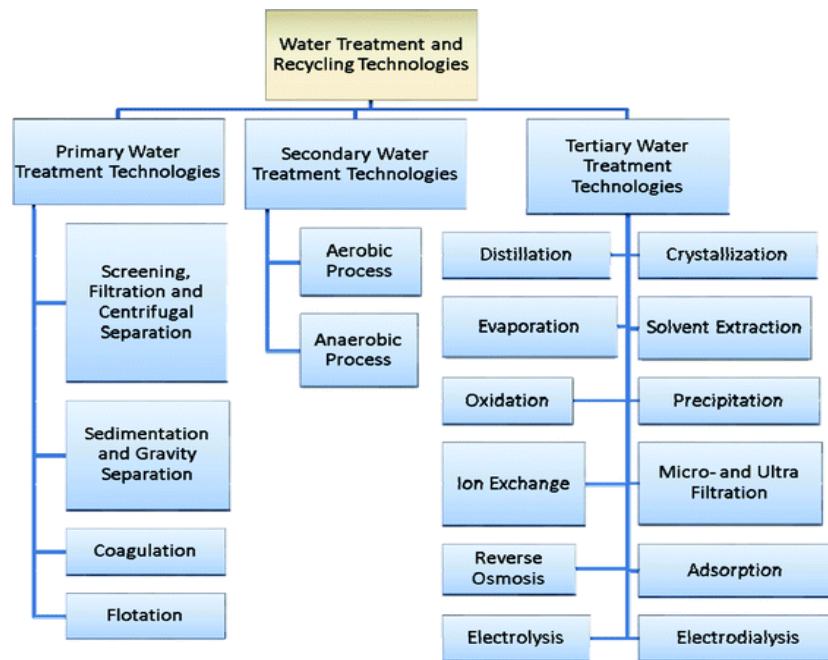 Water Treatment and
Recycling Technologies
Primary Water
Treatment Technologies
Secondary Water
Treatment Technologies
Tertiary Water
Treatment
Technologies
Screening,
Filtration and
Centrifugal
Separation
Sedimentation
and Gravity
Separation
Coagulation
Flotation
Aerobic
Process
Anaerobic
Process
Distillation
Crystallization
Evaporation
Solvent Extraction
Oxidation
Precipitation
Ion Exchange
Micro- and Ultra
Filtration
Reverse
Osmosis
Adsorption
Electrolysis
Electrodialysis